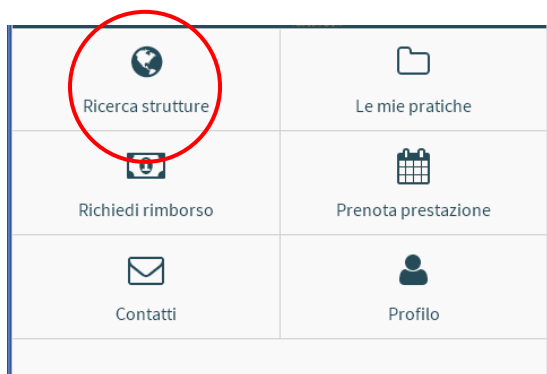 Ricerca strutture
Le mie pratiche
Richiedi rimborso
Prenota prestazione
Contatti
Profilo